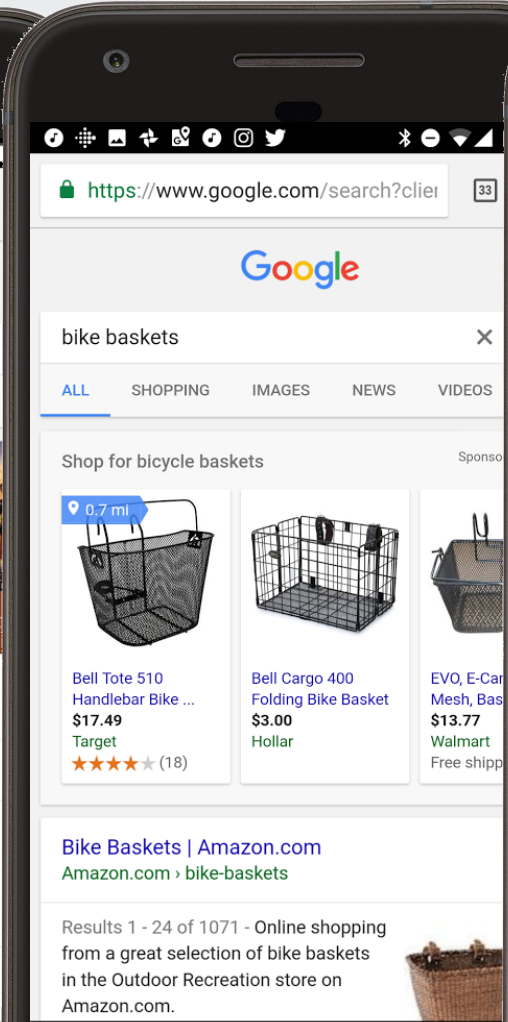 https://www.google.com/search?clier
33
Google
bike baskets
ALL SHOPPING IMAGES NEWS VIDEOS
Shop for bicycle baskets
Sponso
0.7 mi
Bell Tote 510
Handlebar Bike ...
$17.49
Target
(18)
Bell Cargo 400
Folding Bike Basket
$3.00
Hollar
EVO, E-Car
Mesh, Bas
$13.77
Walmart
Free shipp
Bike Baskets | Amazon.com
Amazon.com › bike-baskets
Results 1 - 24 of 1071 - Online shopping
from a great selection of bike baskets
in the Outdoor Recreation store on
Amazon.com.